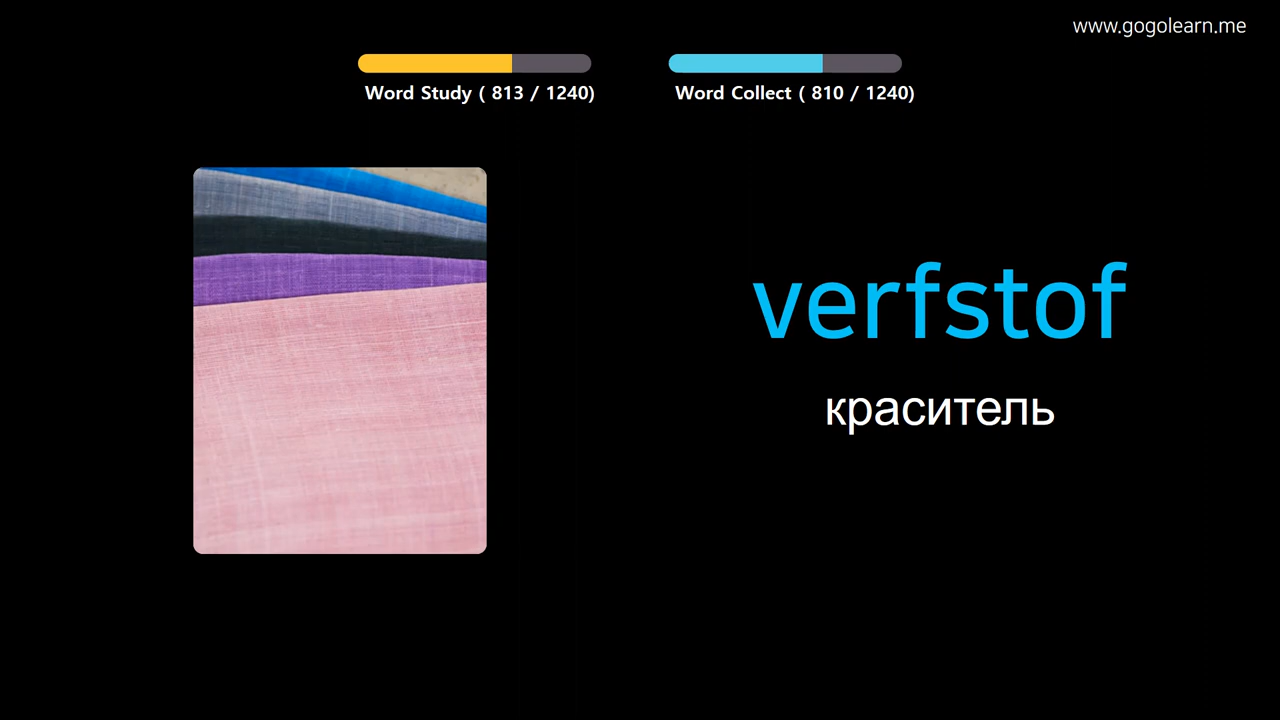 www.gogolearn.me
Word Study ( 813 / 1240)
Word Collect ( 810 / 1240)
verfstof
краситель